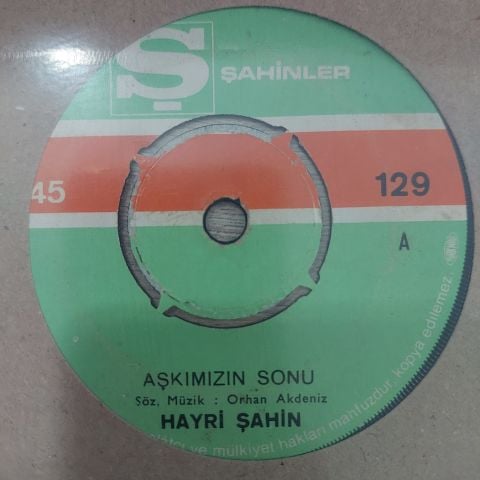 Ş
ŞAHİNLER
45
129
A
AŞKIMIZIN SONU
Söz, Müzik : Orhan Akdeniz
HAYRİ ŞAHİN
ve mülkiyet hakları mahfuzdur, kopya edilemez.